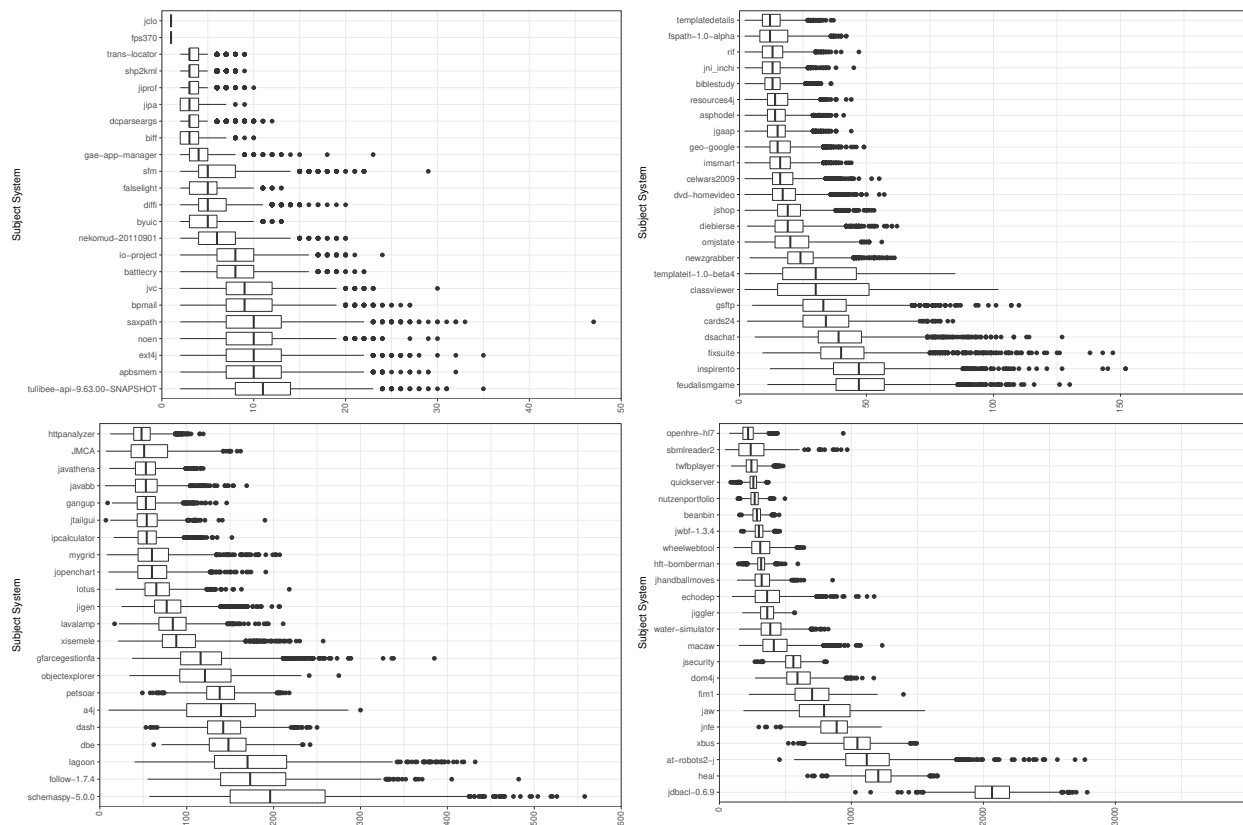 Subject System
jclo
fps370
trans-locator
shp2kml
jiprof
jipa
dcparseargs
biff
gae-app-manager
sfm
falselight
diffi
byuic
nekomud-20110901
io-project
battlecry
jvc
bpmail
saxpath
noen
ext4j
apbsmem
tullibee-api-9.63.00-SNAPSHOT
0 10 20 30 40 50
Subject System
templatedetails
fspath-1.0-alpha
rif
jni_inchi
biblestudy
resources4j
asphodel
jgaap
geo-google
imsmart
celwars2009
dvd-homevideo
jshop
diebierse
omjstate
newzgrabber
templateit-1.0-beta4
classviewer
gsftp
cards24
dsachat
fixsuite
inspirento
feudalismgame
0 50 100 150
Subject System
httpanalyzer
JMCA
javathena
javabb
gangup
jtailgui
ipcalculator
mygrid
jopenchart
lotus
jigen
lavalamp
xisemele
gfarcegestionfa
objectexplorer
petsoar
a4j
dash
dbe
lagoon
follow-1.7.4
schemaspy-5.0.0
0 100 200 300 400 500 600
Subject System
openhre-hl7
sbmlreader2
twfbplayer
quickserver
nutzenportfolio
beanbin
jwbf-1.3.4
wheelwebtool
hft-bomberman
jhandballmoves
echodep
jiggler
water-simulator
macaw
jsecurity
dom4j
fim1
jaw
jnfe
xbus
at-robots2-j
heal
jdbacl-0.6.9
0 1000 2000 3000